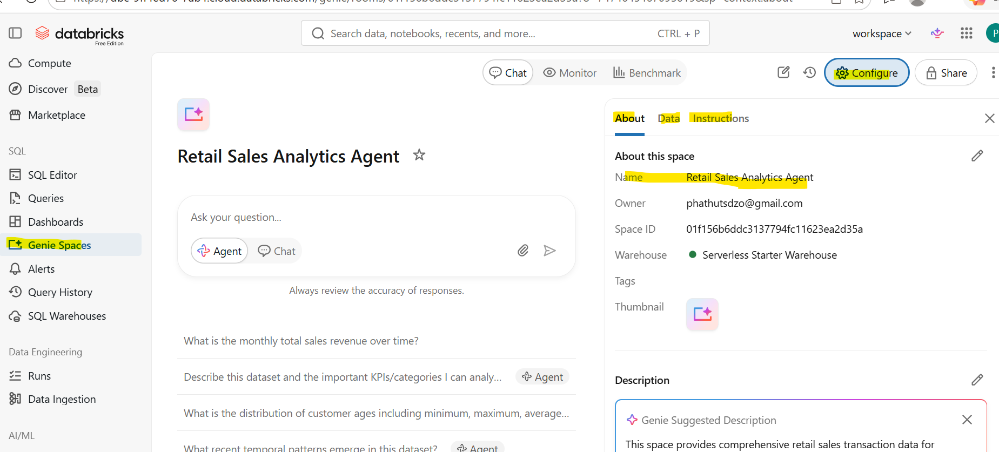 databricks
Free Edition
Search data, notebooks, recents, and more...
CTRL + P
workspace
P
Compute
Discover Beta
Marketplace
SQL
SQL Editor
Queries
Dashboards
Genie Spaces
Alerts
Query History
SQL Warehouses
Data Engineering
Runs
Data Ingestion
AI/ML
Chat Monitor Benchmark
Configure Share
Retail Sales Analytics Agent
Ask your question...
Agent Chat
Always review the accuracy of responses.
What is the monthly total sales revenue over time?
Describe this dataset and the important KPIs/categories I can analy... Agent
What is the distribution of customer ages including minimum, maximum, average...
What recent temporal patterns emerge in this dataset? Agent
About Data Instructions
About this space
Name Retail Sales Analytics Agent
Owner phathutsdzo@gmail.com
Space ID 01f156b6ddc3137794fc11623ea2d35a
Warehouse Serverless Starter Warehouse
Tags
Thumbnail
Description
Genie Suggested Description
This space provides comprehensive retail sales transaction data for